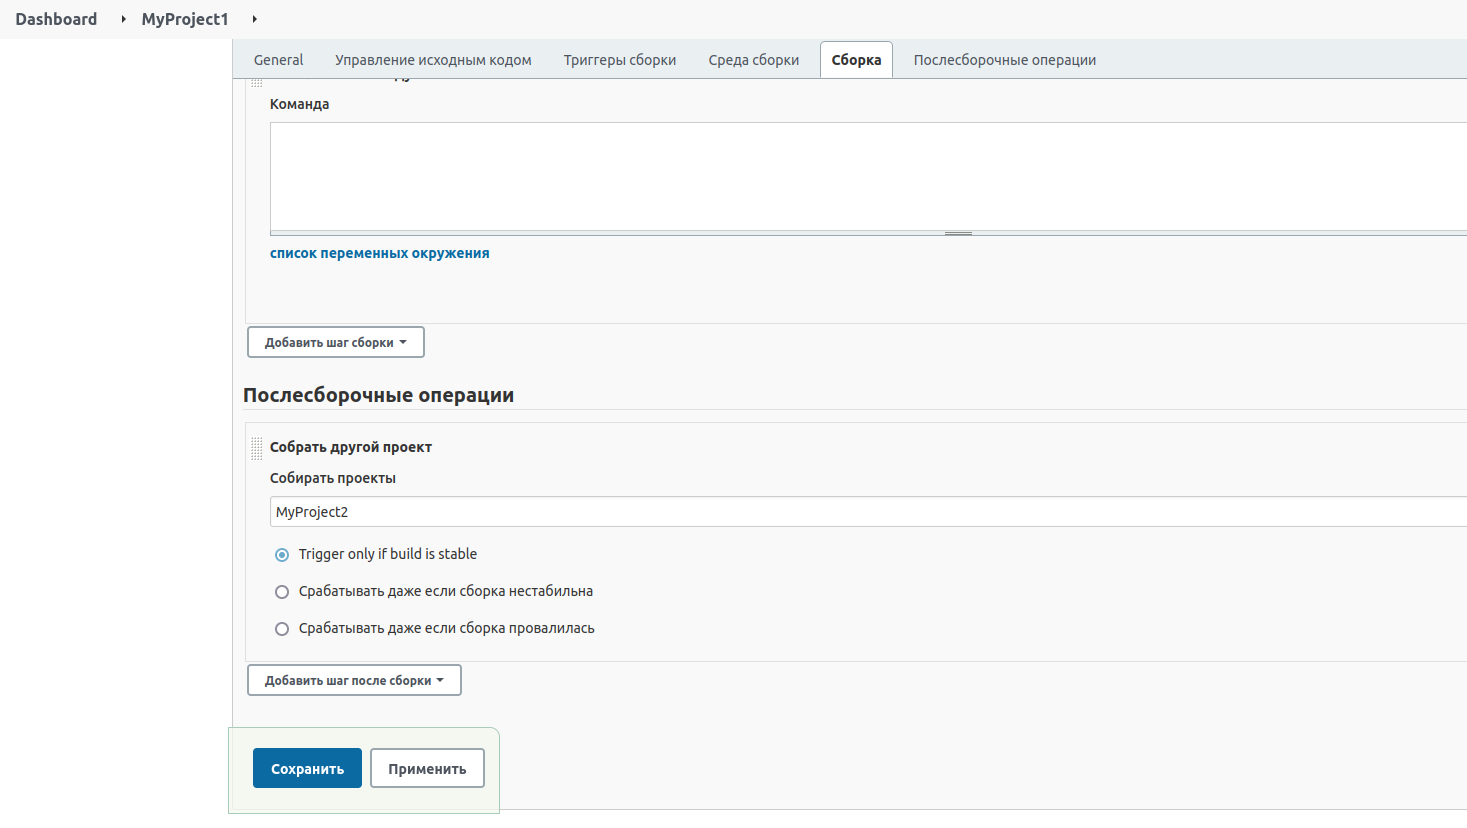 Dashboard MyProject1
General Управление исходным кодом Триггеры сборки Среда сборки Сборка Послесборочные операции
Команда
список переменных окружения
Добавить шаг сборки
Послесборочные операции
Собрать другой проект
Собирать проекты
MyProject2
Trigger only if build is stable
Срабатывать даже если сборка нестабильна
Срабатывать даже если сборка провалилась
Добавить шаг после сборки
Сохранить Применить